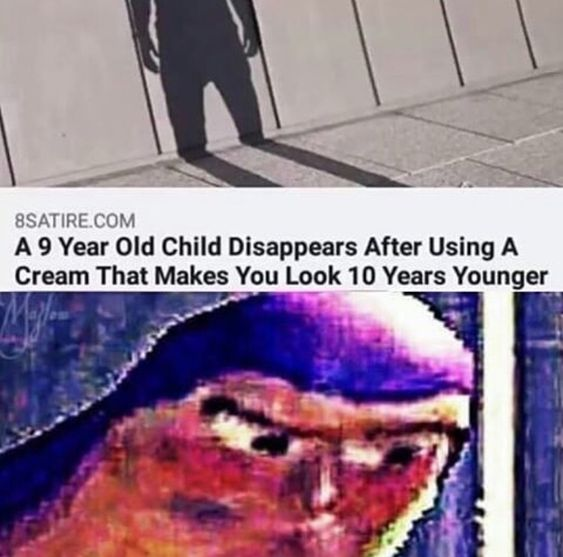 8SATIRE.COM
A 9 Year Old Child Disappears After Using A
Cream That Makes You Look 10 Years Younger